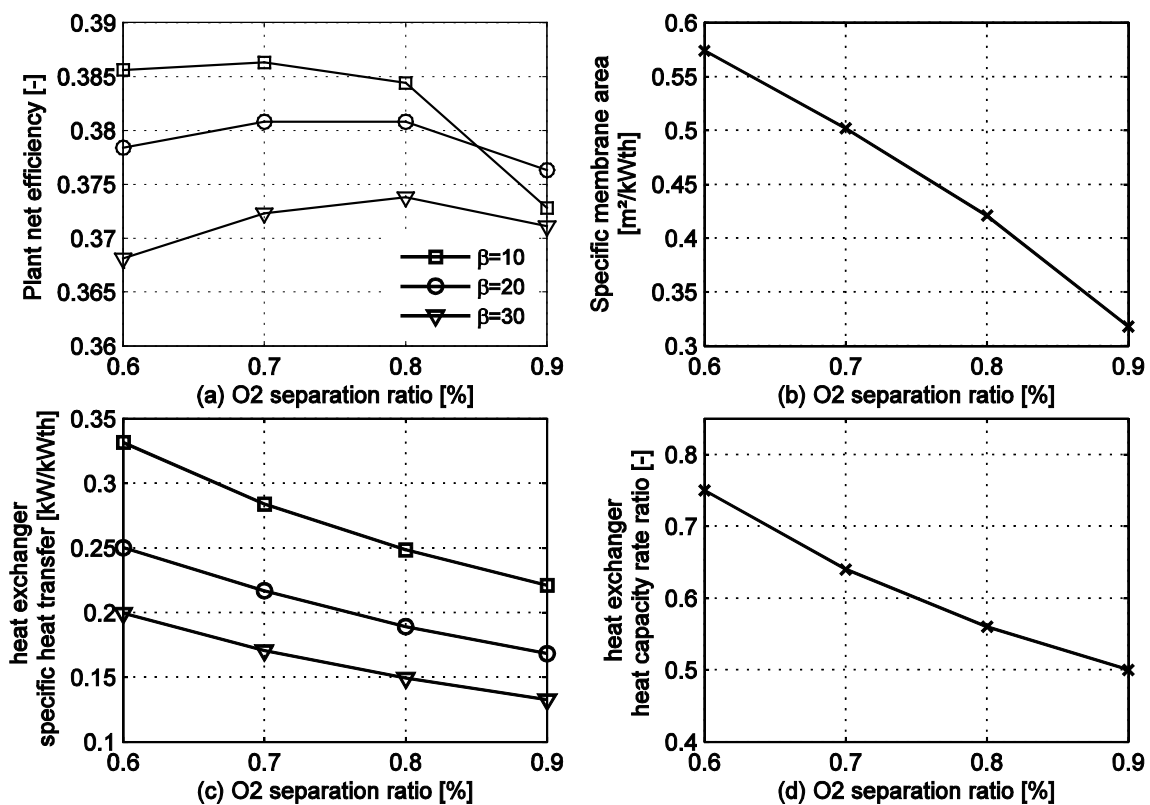 0.39
0.385
0.38
0.375
0.37
0.365
0.36
Plant net efficiency [-]
β=10
β=20
β=30
0.6 0.7 0.8 0.9
(a) O2 separation ratio [%]
0.6
0.55
0.5
0.45
0.4
0.35
0.3
Specific membrane area
[m²/kWth]
0.6 0.7 0.8 0.9
(b) O2 separation ratio [%]
0.35
0.3
0.25
0.2
0.15
0.1
heat exchanger
specific heat transfer [kW/kWth]
0.6 0.7 0.8 0.9
(c) O2 separation ratio [%]
0.8
0.7
0.6
0.5
0.4
heat exchanger
heat capacity rate ratio [-]
0.6 0.7 0.8 0.9
(d) O2 separation ratio [%]